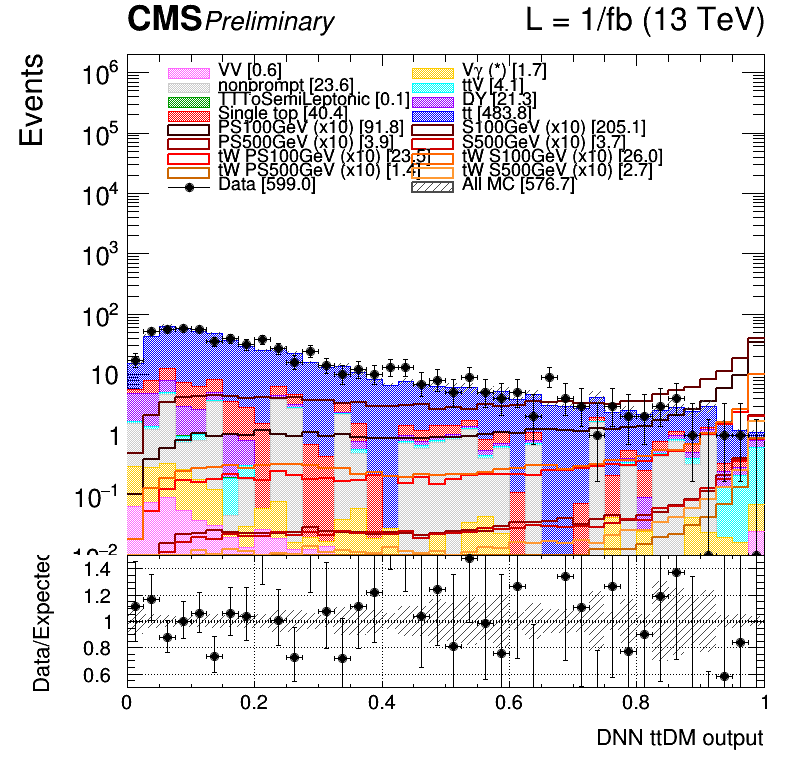 CMS Preliminary L = 1/fb (13 TeV)
Events
VV [0.6] Vγ (*) [1.7]
nonprompt [23.6] ttV [4.1]
TTToSemiLeptonic [0.1] DY [21.3]
Single top [40.4] tt [483.8]
PS100GeV (x10) [91.8] S100GeV (x10) [205.1]
PS500GeV (x10) [3.9] S500GeV (x10) [3.7]
tW PS100GeV (x10) [23.5] tW S100GeV (x10) [26.0]
tW PS500GeV (x10) [1.4] tW S500GeV (x10) [2.7]
Data [599.0] All MC [576.7]
10⁶
10⁵
10⁴
10³
10²
10
1
10⁻¹
10⁻²
Data/Expected
1.4
1.2
1
0.8
0.6
0 0.2 0.4 0.6 0.8 1
DNN ttDM output